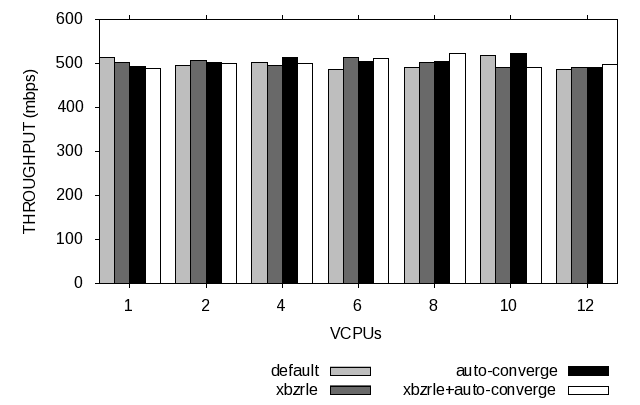 600
500
400
300
200
100
0
THROUGHPUT (mbps)
1 2 4 6 8 10 12
VCPUs
default auto-converge
xbzrle xbzrle+auto-converge